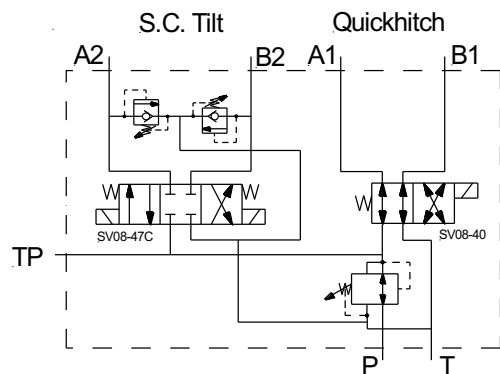 S.C. Tilt Quickhitch
A2 B2 A1 B1
SV08-47C SV08-40
TP
P T